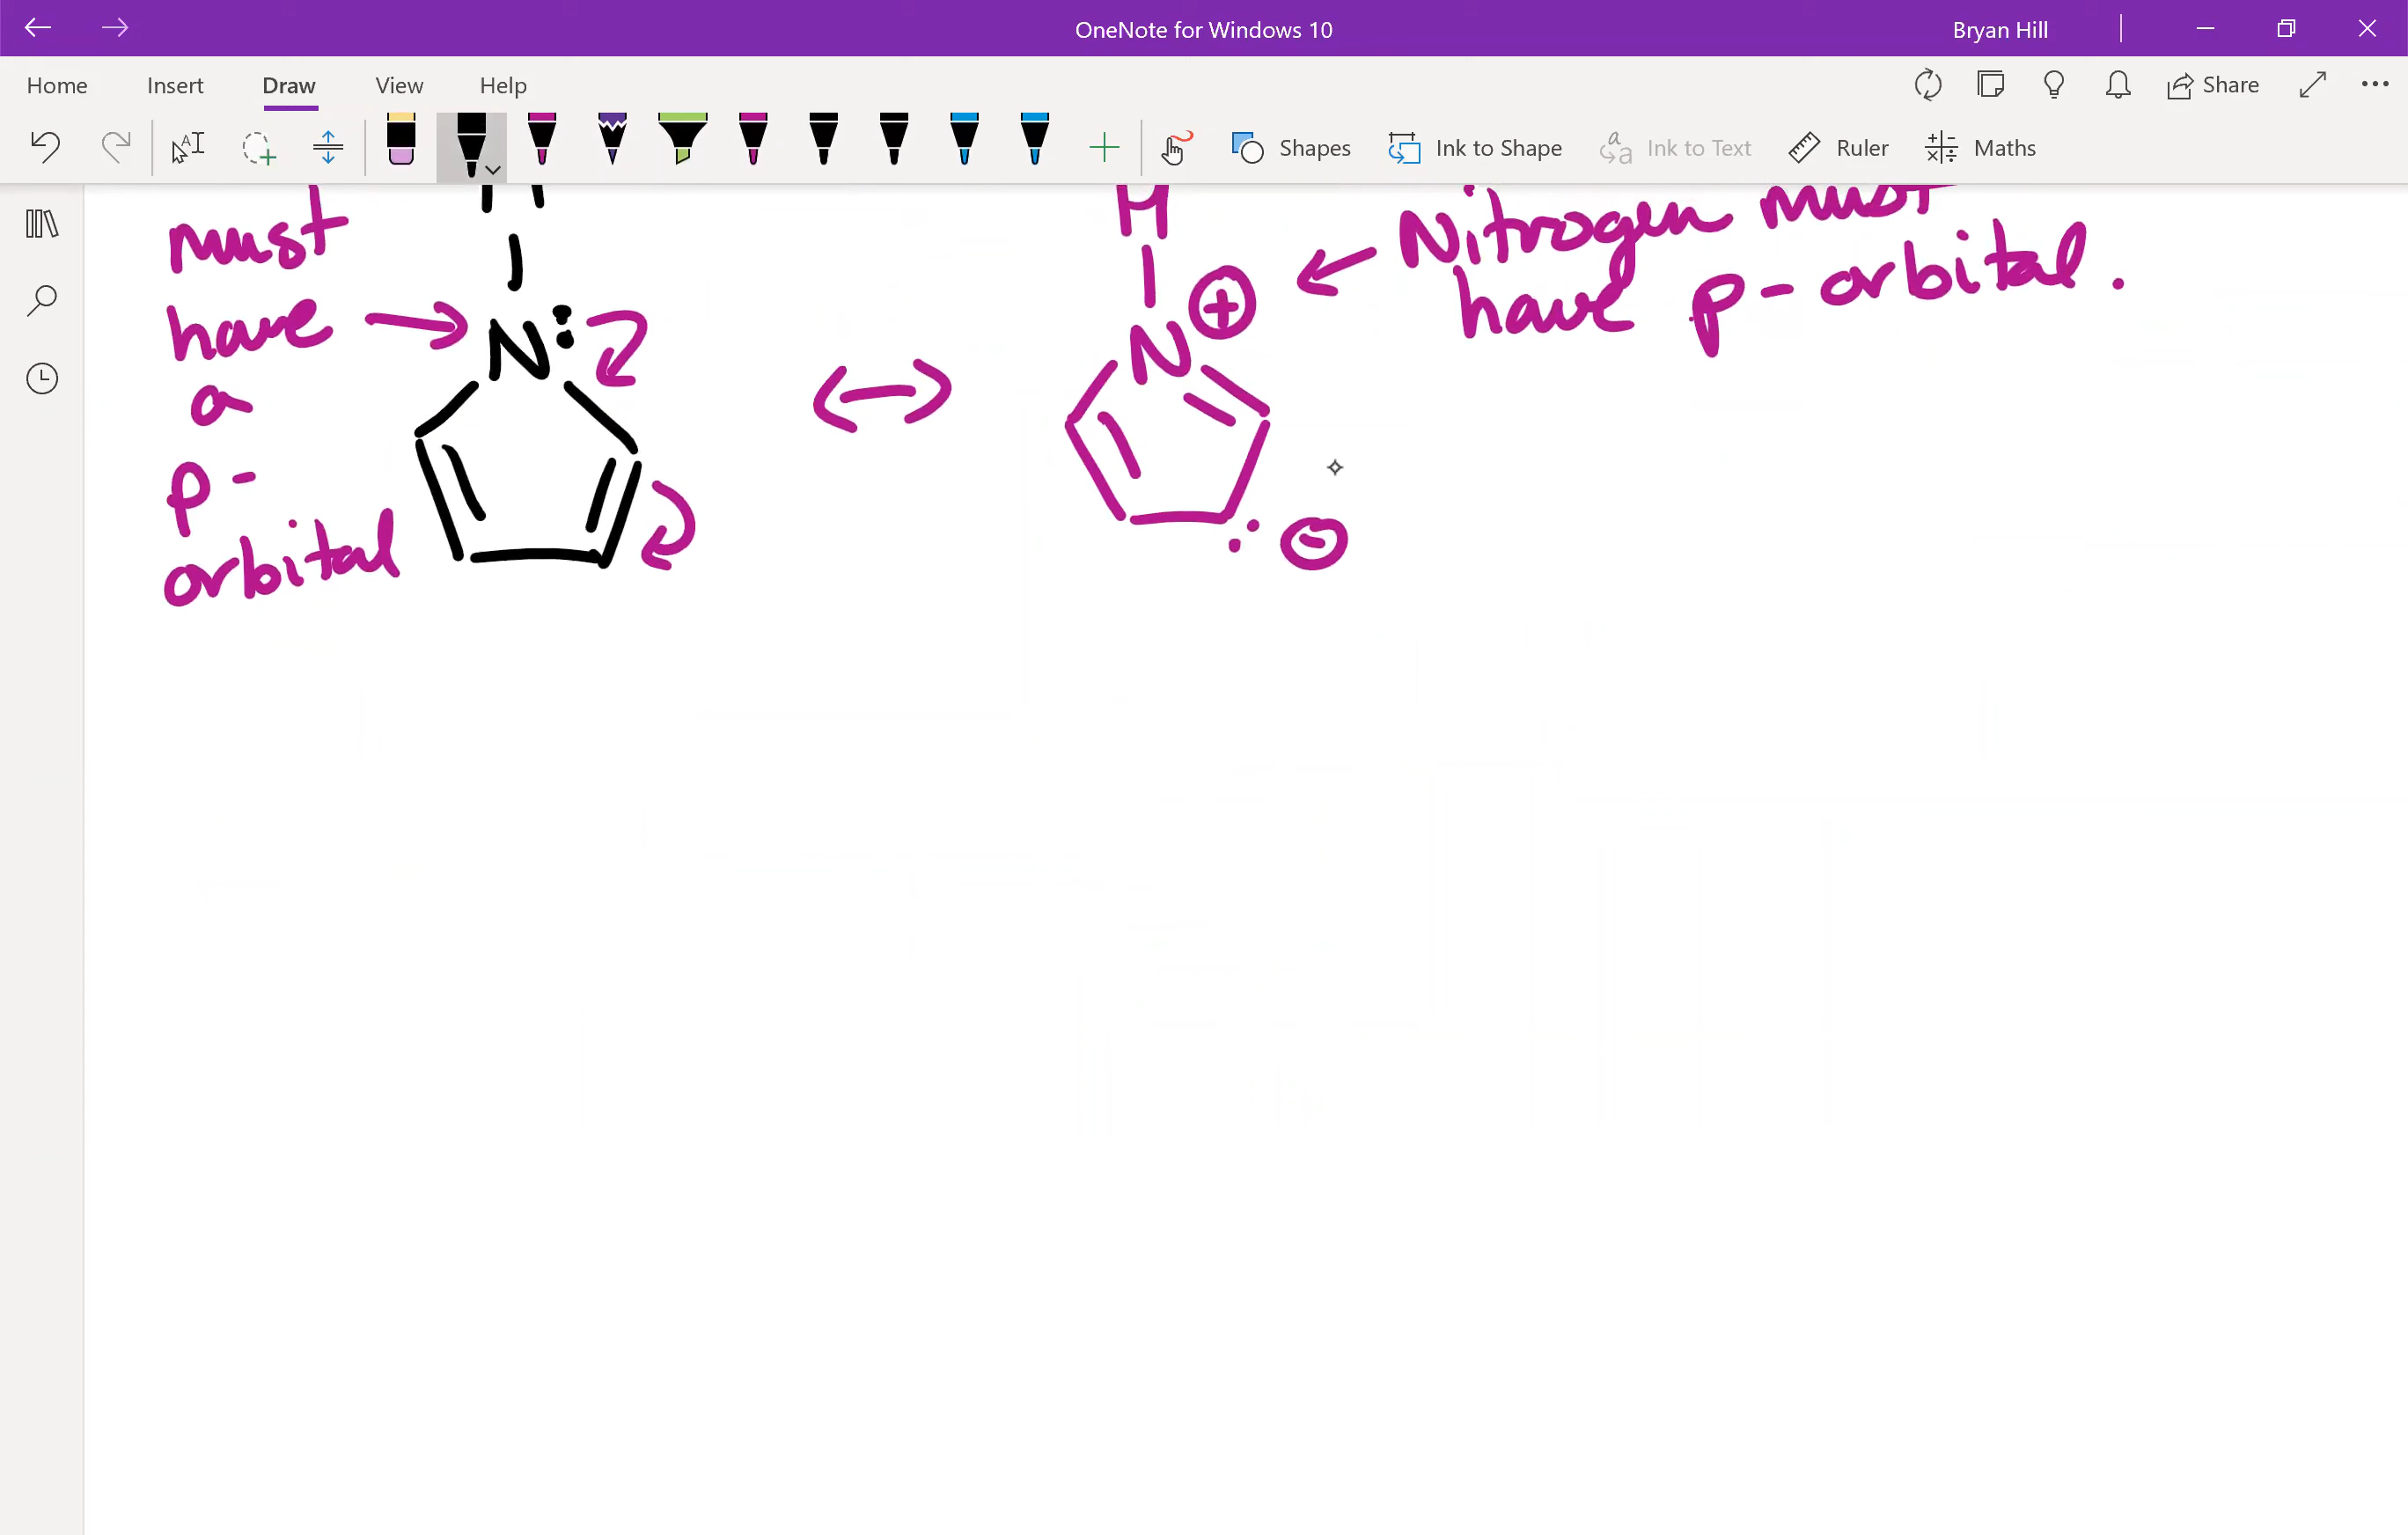 OneNote for Windows 10
Bryan Hill
Home Insert Draw View Help
Share
Shapes Ink to Shape Ink to Text Ruler Maths
must
have
a
p-
orbital
H
N:
H
N
+
: -
Nitrogen must
have p-orbital.